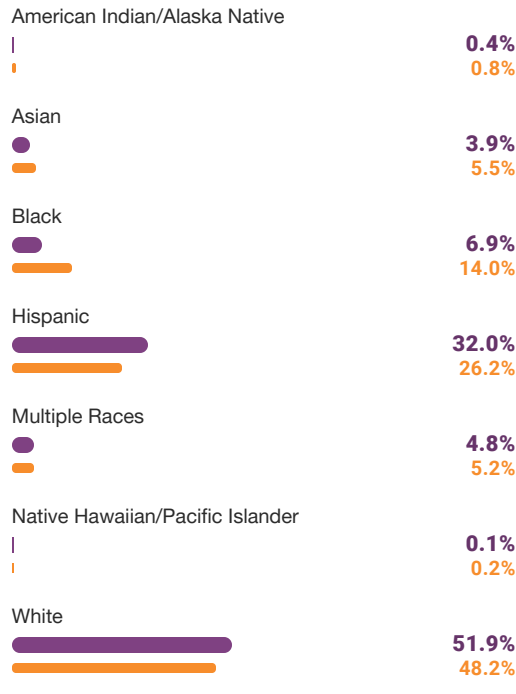 American Indian/Alaska Native
0.4%
0.8%
Asian
3.9%
5.5%
Black
6.9%
14.0%
Hispanic
32.0%
26.2%
Multiple Races
4.8%
5.2%
Native Hawaiian/Pacific Islander
0.1%
0.2%
White
51.9%
48.2%